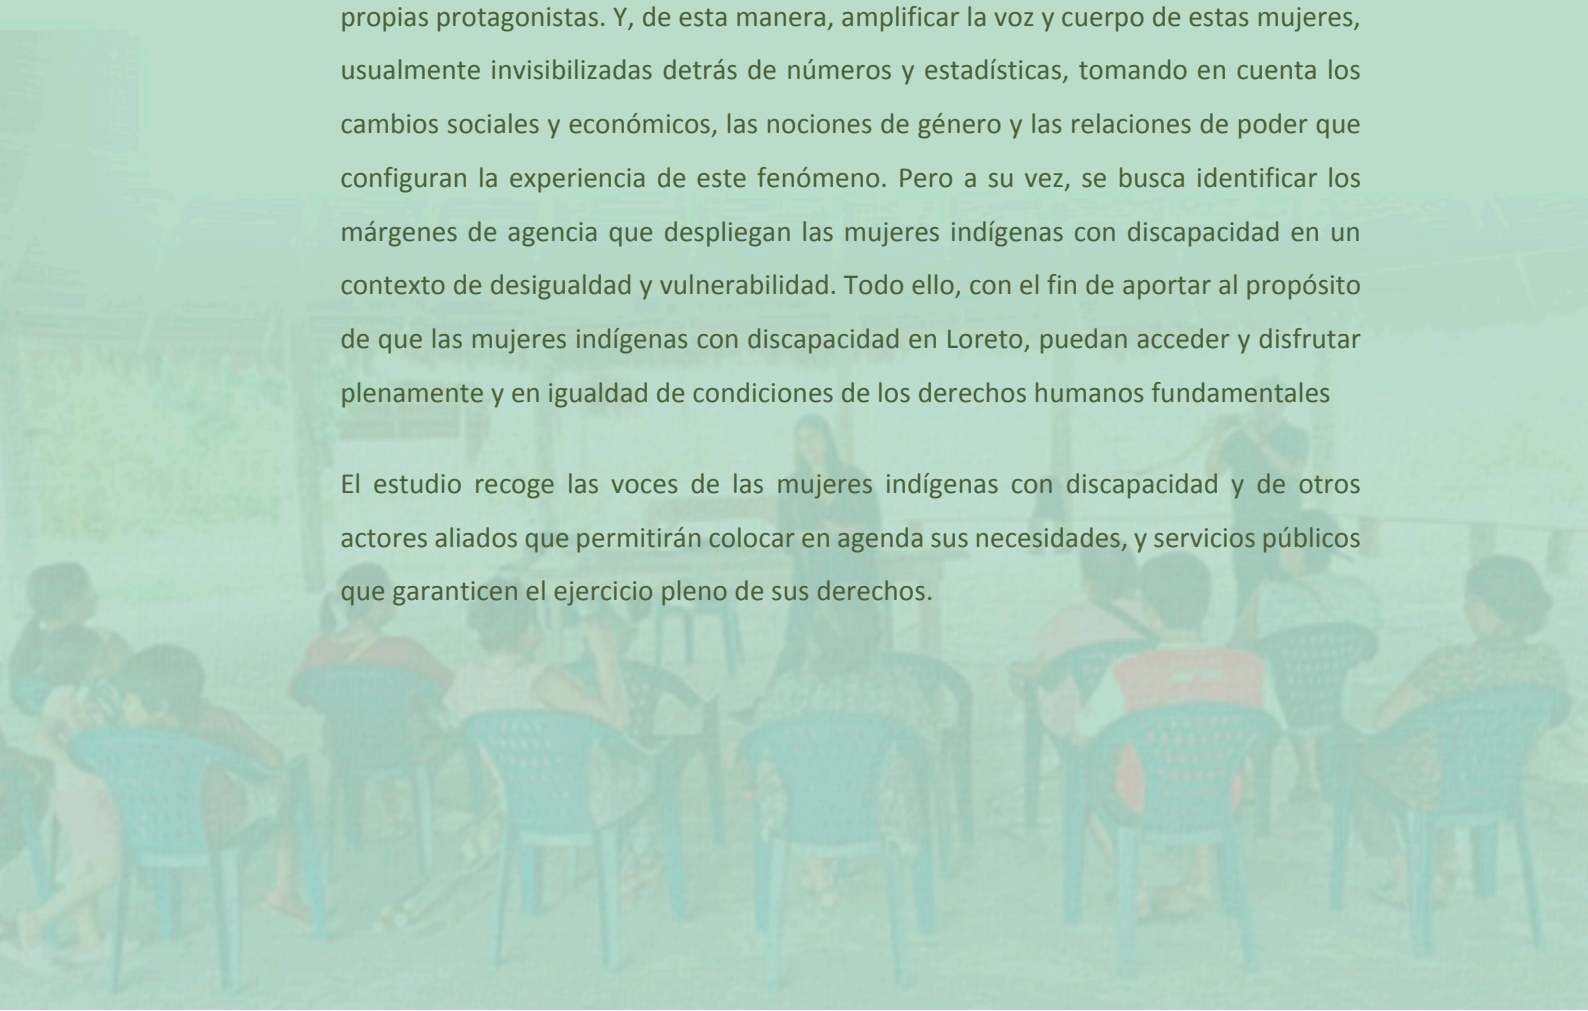 propias protagonistas. Y, de esta manera, amplificar la voz y cuerpo de estas mujeres,
usualmente invisibilizadas detrás de números y estadísticas, tomando en cuenta los
cambios sociales y económicos, las nociones de género y las relaciones de poder que
configuran la experiencia de este fenómeno. Pero a su vez, se busca identificar los
márgenes de agencia que despliegan las mujeres indígenas con discapacidad en un
contexto de desigualdad y vulnerabilidad. Todo ello, con el fin de aportar al propósito
de que las mujeres indígenas con discapacidad en Loreto, puedan acceder y disfrutar
plenamente y en igualdad de condiciones de los derechos humanos fundamentales
El estudio recoge las voces de las mujeres indígenas con discapacidad y de otros
actores aliados que permitirán colocar en agenda sus necesidades, y servicios públicos
que garanticen el ejercicio pleno de sus derechos.